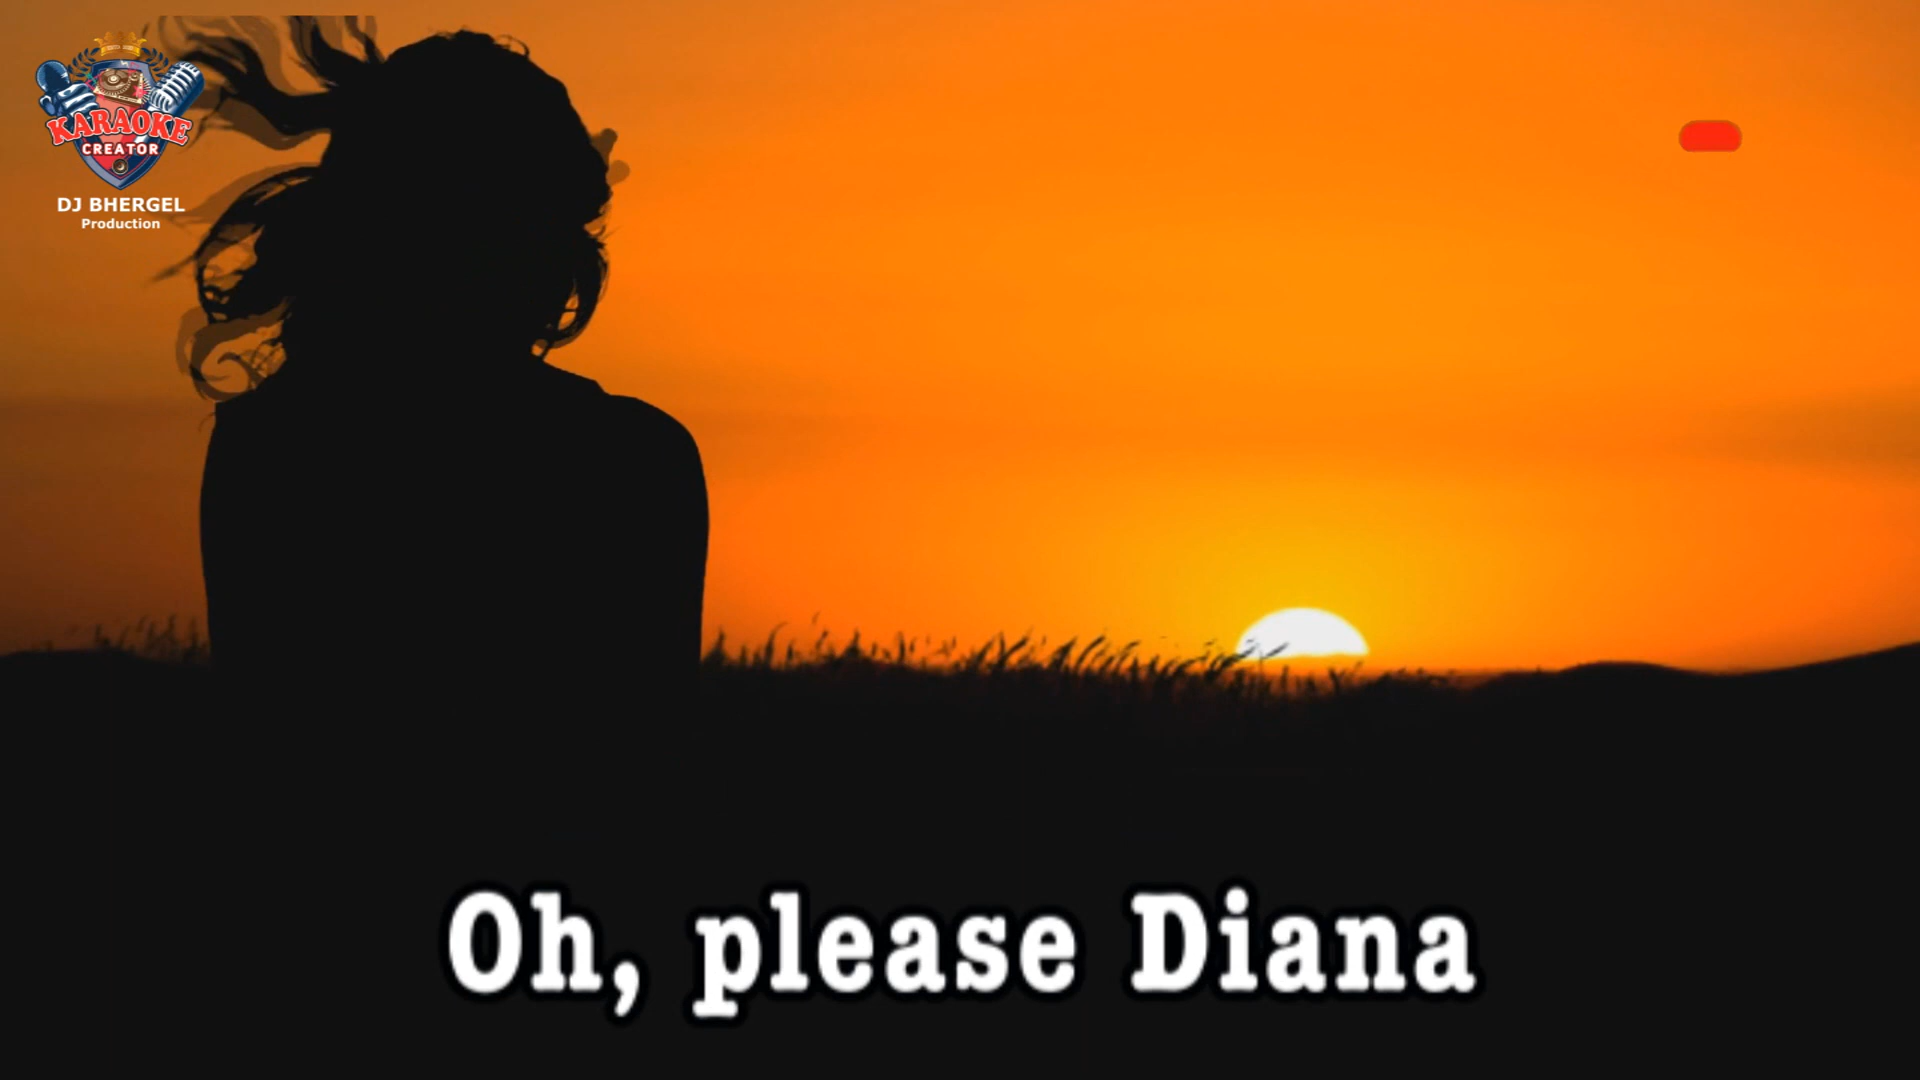 KARAOKE
CREATOR
DJ BHERGEL
Production
Oh, please Diana